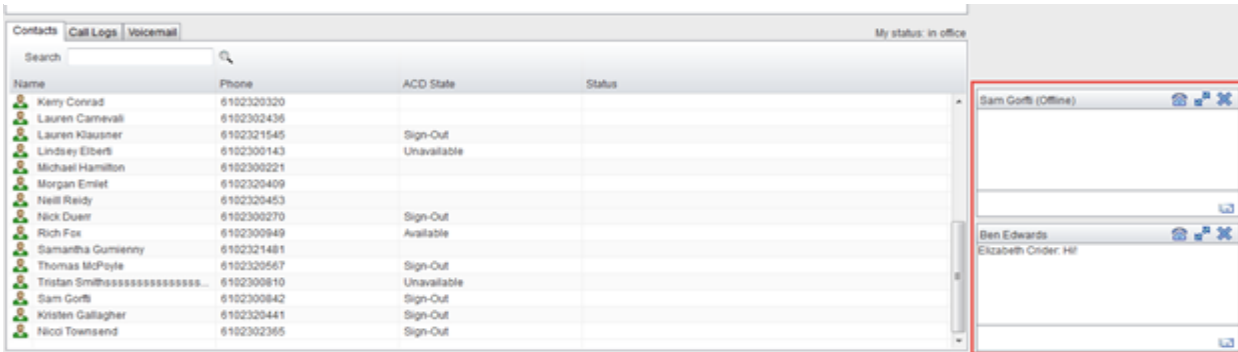 Contacts Call Logs Voicemail My status: in office
Search
Name Phone ACD State Status
Kerry Conrad 6102320320
Lauren Carnevali 6102302436
Lauren Klausner 6102321545 Sign-Out
Lindsey Elberti 6102300143 Unavailable
Michael Hamilton 6102300221
Morgan Emlet 6102320409
Neill Reidy 6102320453
Nick Duerr 6102300270 Sign-Out
Rich Fox 6102300949 Available
Samantha Gumienny 6102321481
Thomas McPoyle 6102320567 Sign-Out
Tristan Smithsssssssssssssss... 6102300810 Unavailable
Sam Gorfti 6102300842 Sign-Out
Kristen Gallagher 6102320441 Sign-Out
Nicci Townsend 6102302365 Sign-Out
Sam Gorfti (Offline)
Ben Edwards
Elizabeth Crider: Hi!